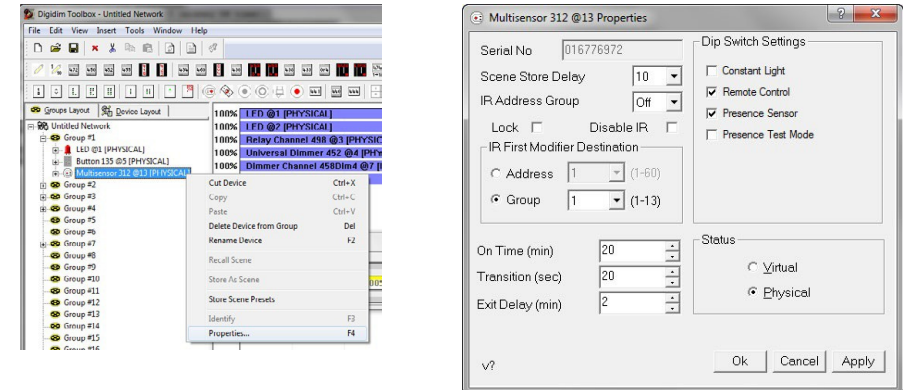 Digidim Toolbox - Untitled Network
File Edit View Insert Tools Window Help
Groups Layout Device Layout
Untitled Network
Group #1
LED @1 [PHYSICAL]
Button 135 @5 [PHYSICAL]
Multisensor 312 @13 [PHYSICAL]
Group #2
Group #3
Group #4
Group #5
Group #6
Group #7
Group #8
Group #9
Group #10
Group #11
Group #12
Group #13
Group #14
Group #15
Group #16
100% LED @1 [PHYSICAL]
100% LED @2 [PHYSICAL]
100% Relay Channel 498 @3 [PHYSIC
100% Universal Dimmer 452 @4 [PHY
100% Dimmer Channel 458Dim4 @7 [
Cut Device Ctrl+X
Copy Ctrl+C
Paste Ctrl+V
Delete Device from Group Del
Rename Device F2
Recall Scene
Store As Scene
Store Scene Presets
Identify F3
Properties... F4
Multisensor 312 @13 Properties
Serial No 016776972
Scene Store Delay 10
IR Address Group Off
Lock Disable IR
IR First Modifier Destination
Address 1 (1-60)
Group 1 (1-13)
On Time (min) 20
Transition (sec) 20
Exit Delay (min) 2
v?
Dip Switch Settings
Constant Light
Remote Control
Presence Sensor
Presence Test Mode
Status
Virtual
Physical
Ok Cancel Apply